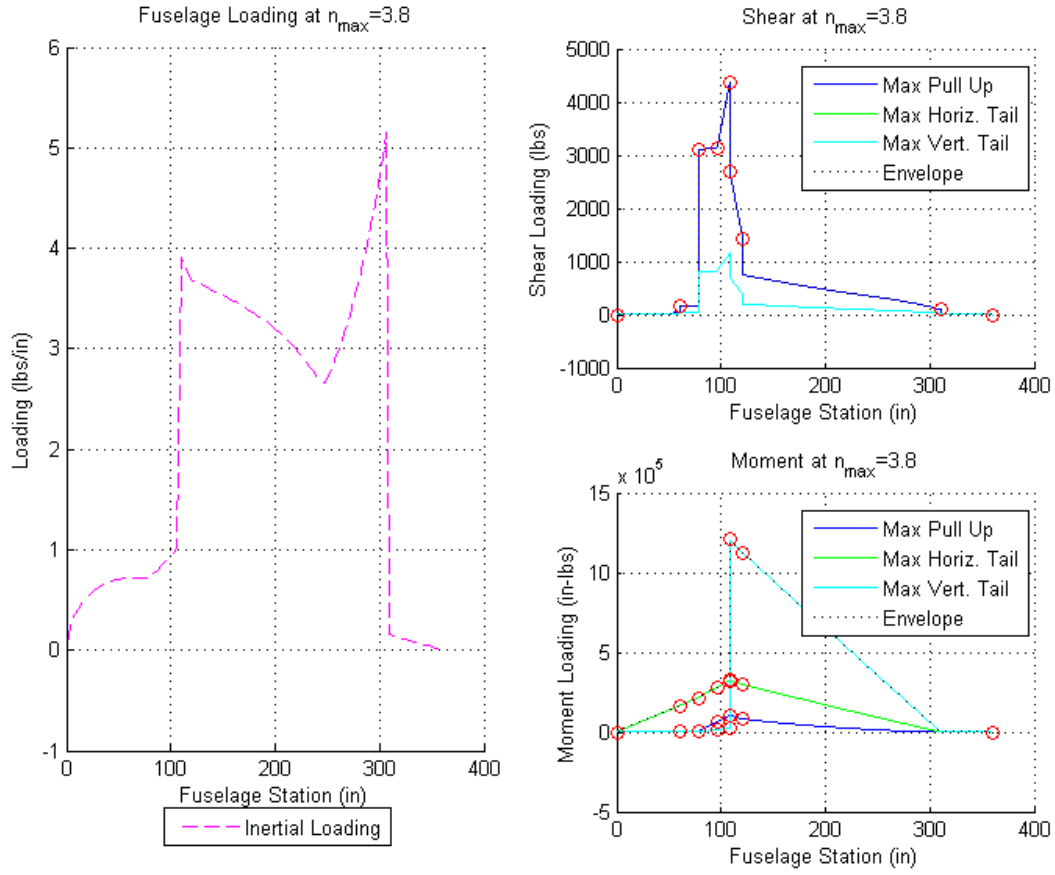 Fuselage Loading at n_max=3.8
6
5
4
3
2
1
0
-1
Loading (lbs/in)
0 100 200 300 400
Fuselage Station (in)
Inertial Loading
Shear at n_max=3.8
5000
4000
3000
2000
1000
0
-1000
Shear Loading (lbs)
Max Pull Up
Max Horiz. Tail
Max Vert. Tail
Envelope
0 100 200 300 400
Fuselage Station (in)
Moment at n_max=3.8
x 10^5
15
10
5
0
-5
Moment Loading (in-lbs)
Max Pull Up
Max Horiz. Tail
Max Vert. Tail
Envelope
0 100 200 300 400
Fuselage Station (in)